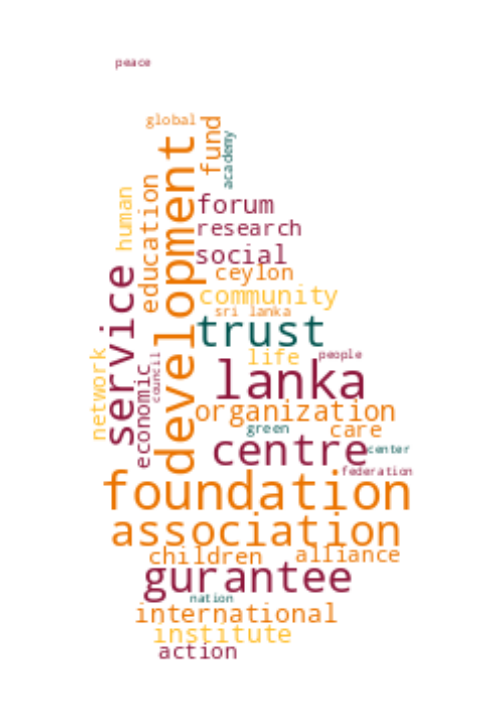 peace
global
fund
academy
development
human
education
forum
research
social
ceylon
service
community
sri lanka
trust
network
life
people
council
economic
lanka
organization
green
care
centre
center
federation
foundation
association
children
alliance
gurantee
nation
international
institute
action